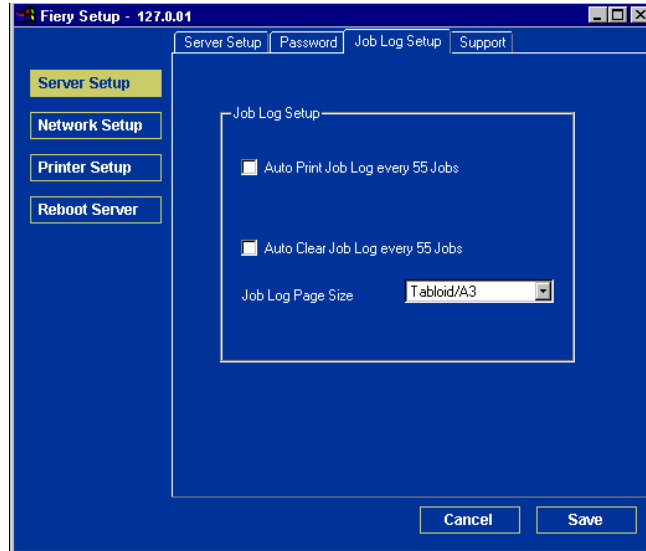 Fiery Setup - 127.0.01
Server Setup Password Job Log Setup Support
Server Setup
Network Setup
Printer Setup
Reboot Server
Job Log Setup
Auto Print Job Log every 55 Jobs
Auto Clear Job Log every 55 Jobs
Job Log Page Size Tabloid/A3
Cancel Save